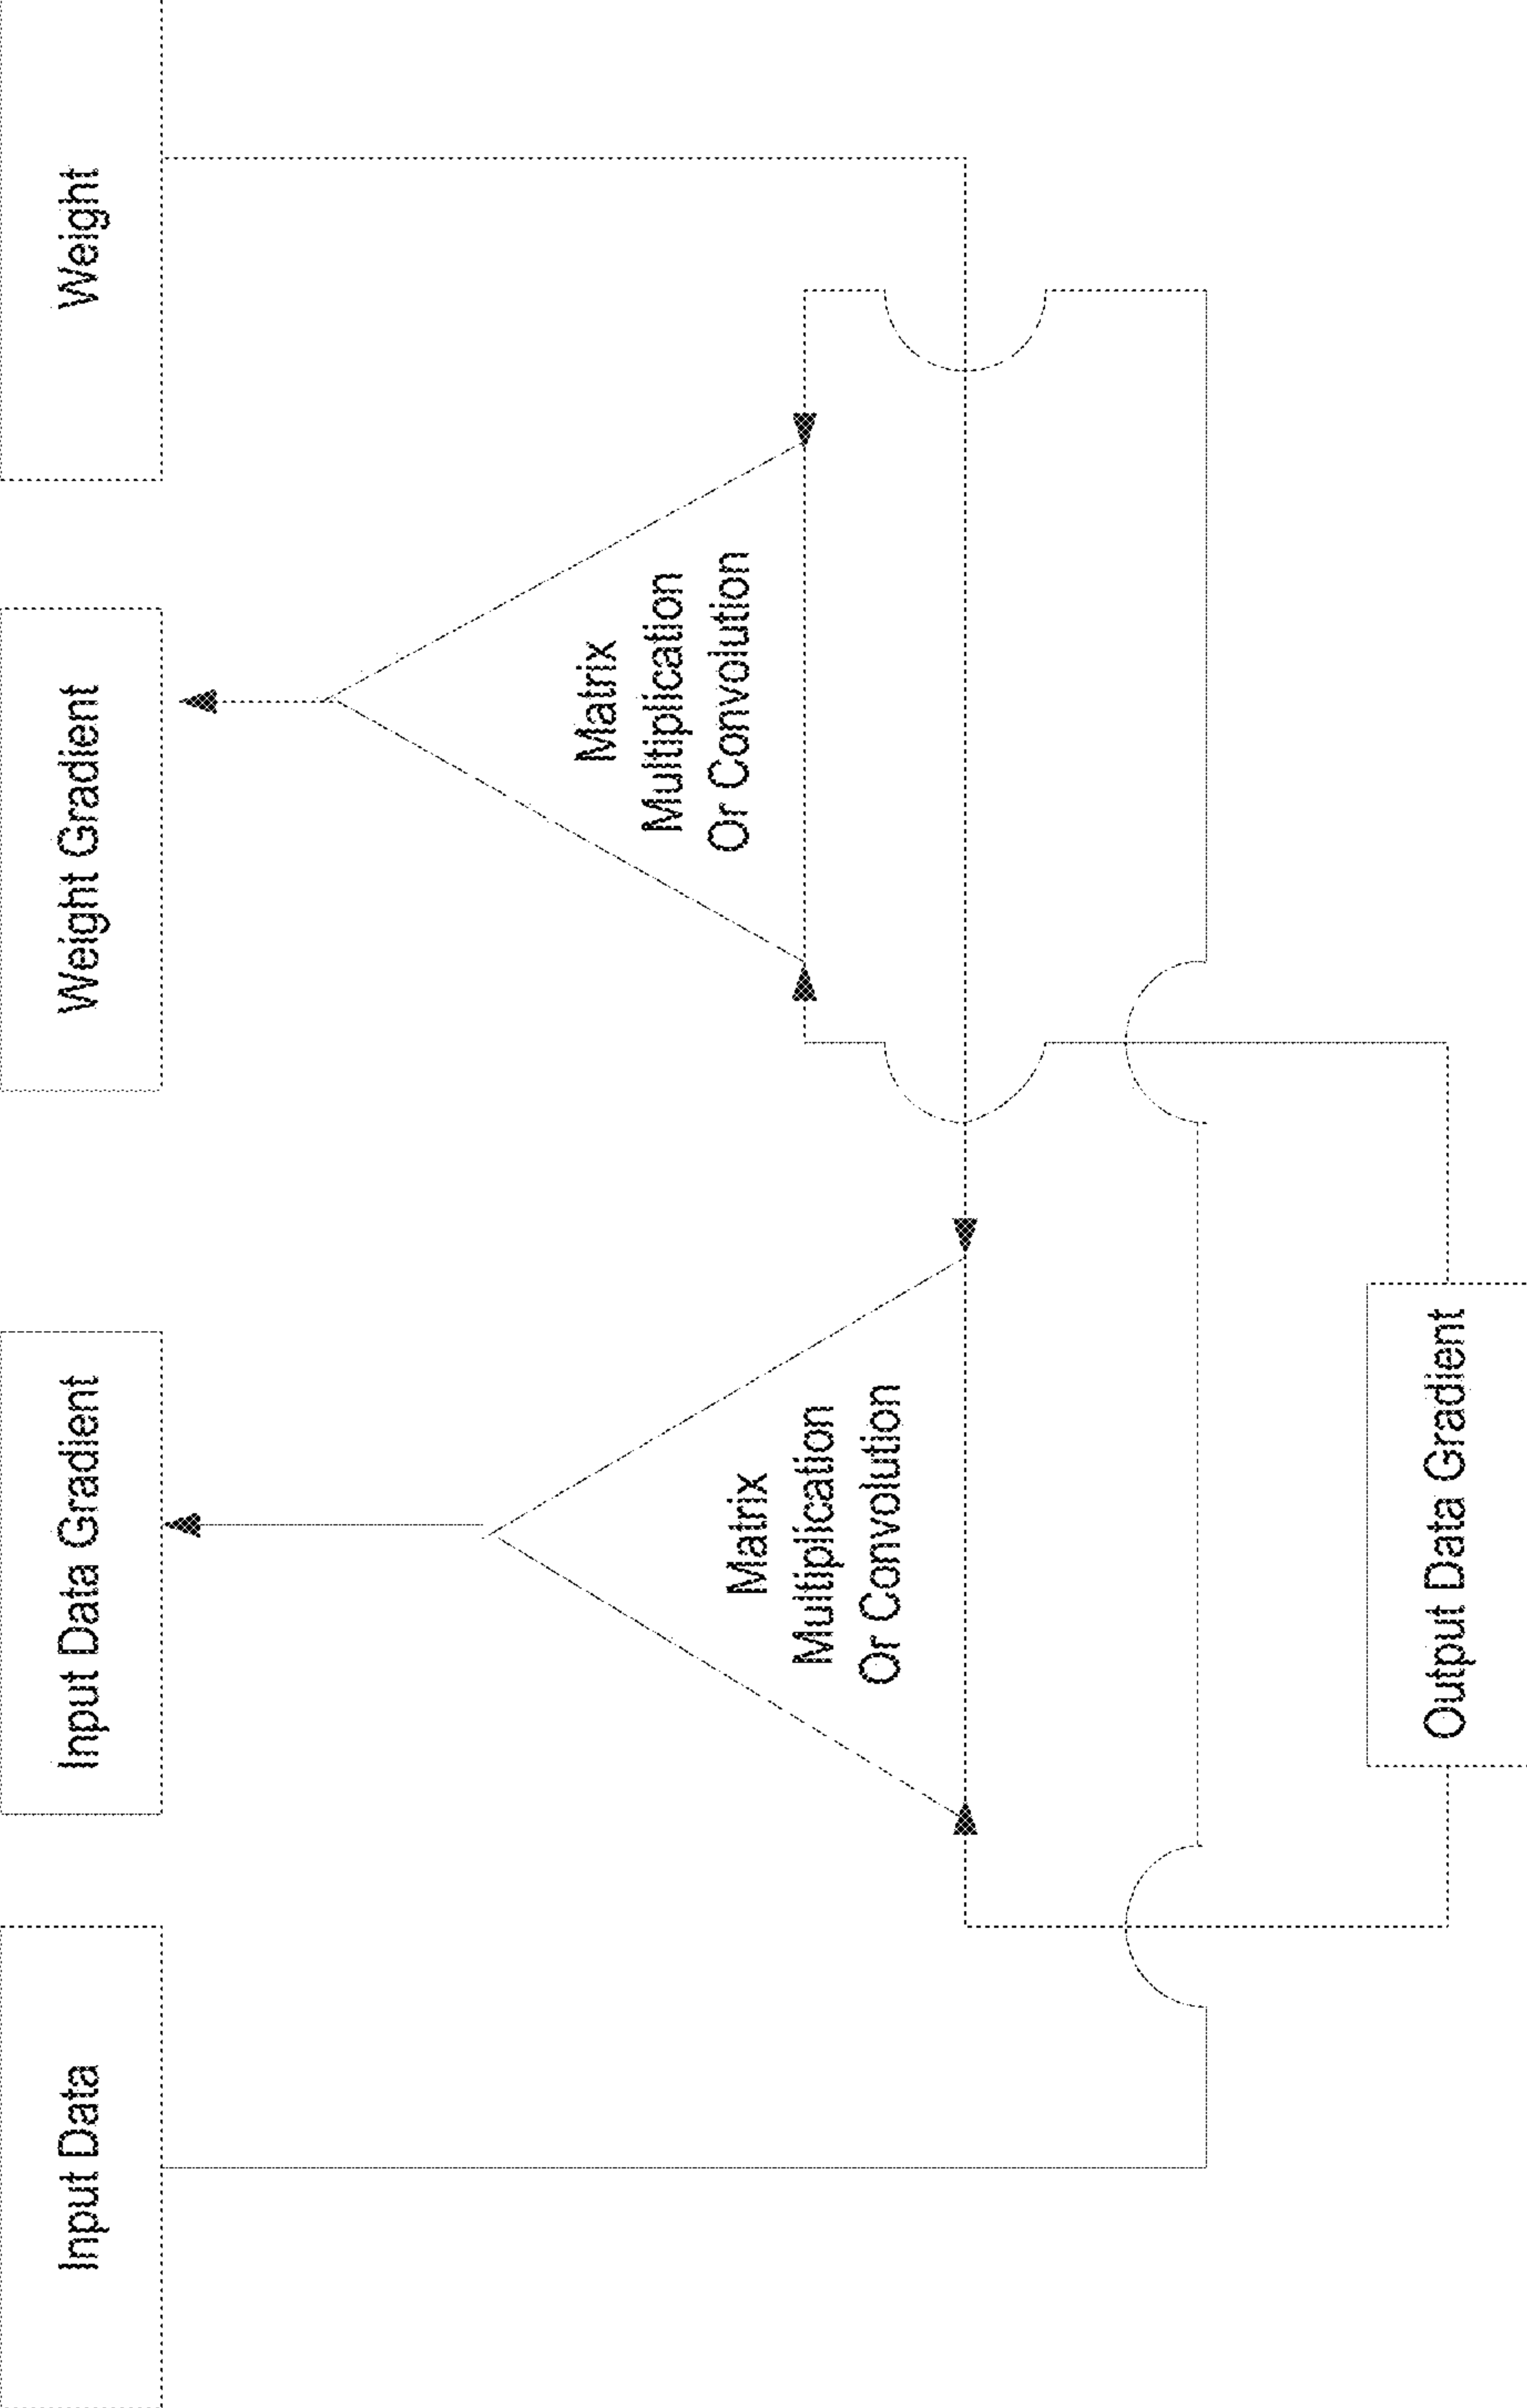 Input Data
Input Data Gradient
Weight Gradient
Weight
Matrix
Multiplication
Or Convolution
Matrix
Multiplication
Or Convolution
Output Data Gradient